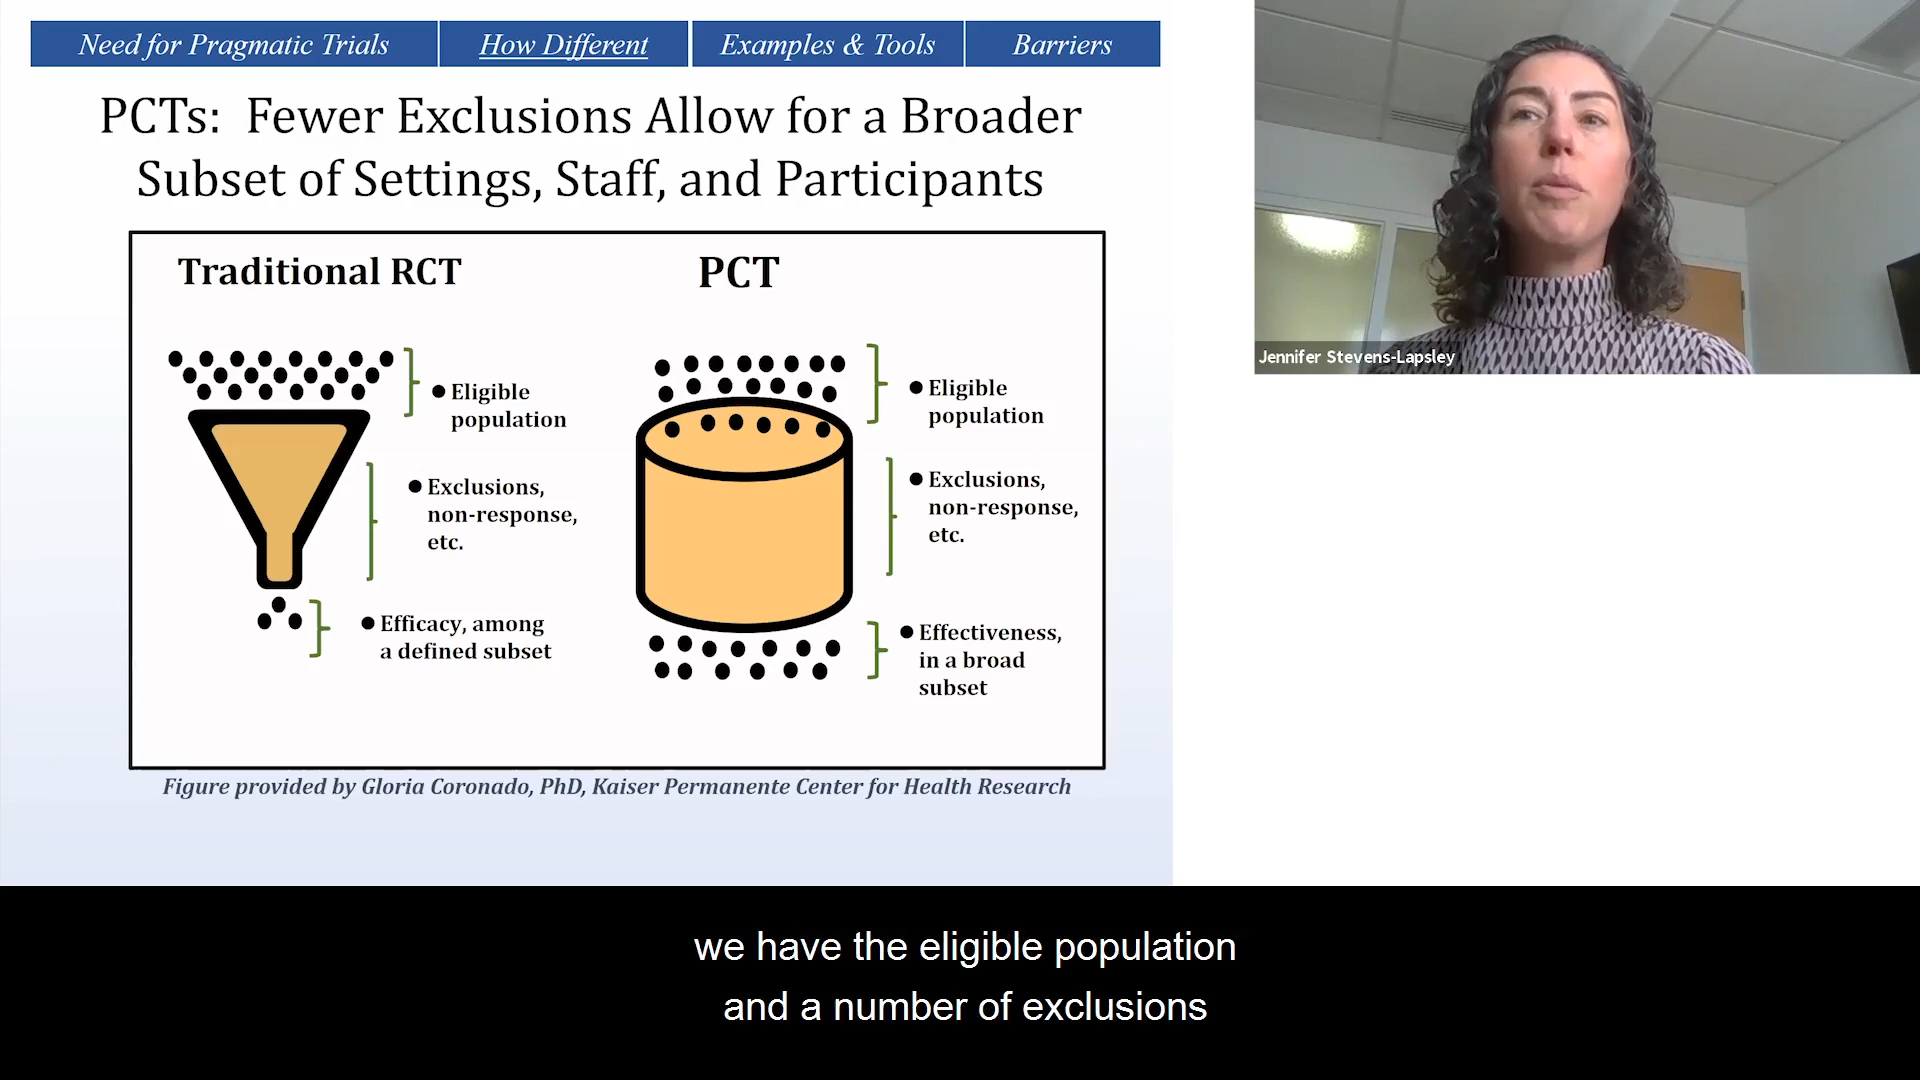 Need for Pragmatic Trials
How Different
Examples & Tools
Barriers
PCTs: Fewer Exclusions Allow for a Broader
Subset of Settings, Staff, and Participants
Traditional RCT
Eligible
population
Exclusions,
non-response,
etc.
Efficacy, among
a defined subset
PCT
Eligible
population
Exclusions,
non-response,
etc.
Effectiveness,
in a broad
subset
Figure provided by Gloria Coronado, PhD, Kaiser Permanente Center for Health Research
Jennifer Stevens-Lapsley
we have the eligible population
and a number of exclusions